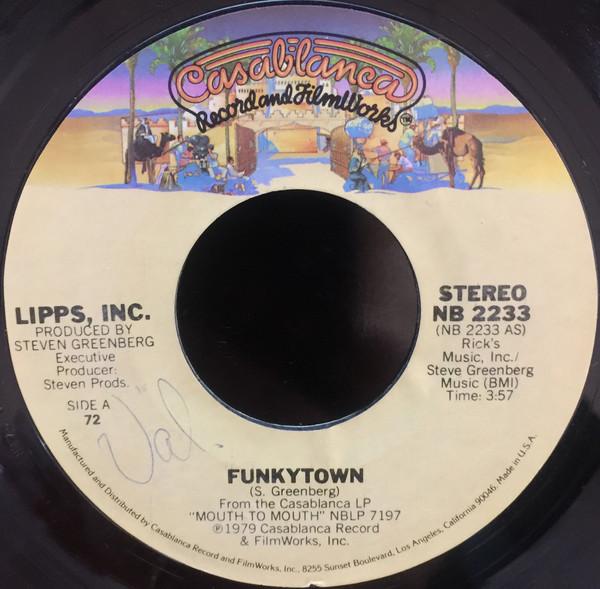 Casablanca
Record and FilmWorks
LIPPS, INC.
PRODUCED BY
STEVEN GREENBERG
Executive
Producer:
Steven Prods.
SIDE A
72
Val.
STEREO
NB 2233
(NB 2233 AS)
Rick's
Music, Inc./
Steve Greenberg
Music (BMI)
Time: 3:57
FUNKYTOWN
(S. Greenberg)
From the Casablanca LP
"MOUTH TO MOUTH" NBLP 7197
℗1979 Casablanca Record
& FilmWorks, Inc.
Manufactured and Distributed by Casablanca Record and FilmWorks, Inc., 8255 Sunset Boulevard, Los Angeles, California 90046. Made in U.S.A.